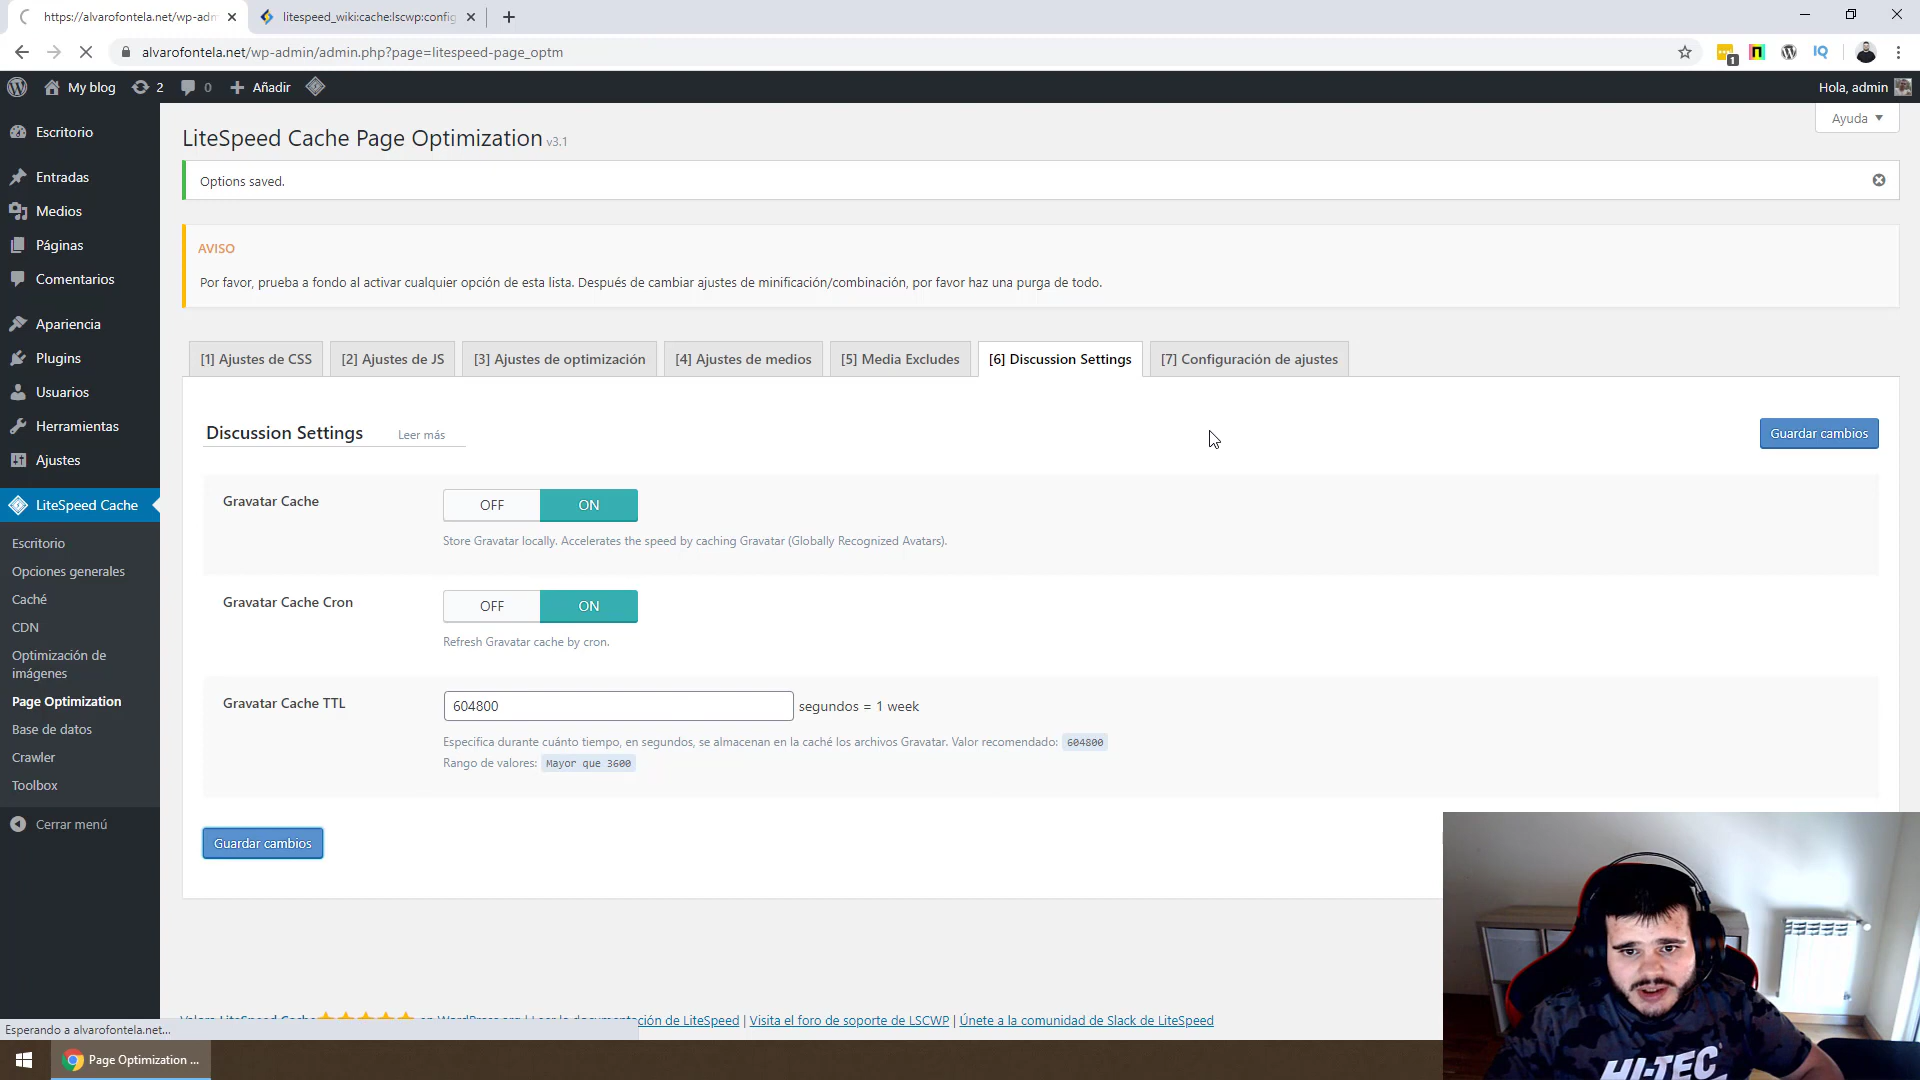 https://alvarofontela.net/wp-adm
litespeed_wiki:cache:lscwp:config
alvarofontela.net/wp-admin/admin.php?page=litespeed-page_optm
1
IQ
My blog
2
0
Añadir
Hola, admin
Escritorio
Entradas
Medios
Páginas
Comentarios
Apariencia
Plugins
Usuarios
Herramientas
Ajustes
LiteSpeed Cache
Escritorio
Opciones generales
Caché
CDN
Optimización de
imágenes
Page Optimization
Base de datos
Crawler
Toolbox
Cerrar menú
Ayuda
LiteSpeed Cache Page Optimization v3.1
Options saved.
AVISO
Por favor, prueba a fondo al activar cualquier opción de esta lista. Después de cambiar ajustes de minificación/combinación, por favor haz una purga de todo.
[1] Ajustes de CSS
[2] Ajustes de JS
[3] Ajustes de optimización
[4] Ajustes de medios
[5] Media Excludes
[6] Discussion Settings
[7] Configuración de ajustes
Discussion Settings
Leer más
Guardar cambios
Gravatar Cache
OFF
ON
Store Gravatar locally. Accelerates the speed by caching Gravatar (Globally Recognized Avatars).
Gravatar Cache Cron
OFF
ON
Refresh Gravatar cache by cron.
Gravatar Cache TTL
604800
segundos = 1 week
Especifica durante cuánto tiempo, en segundos, se almacenan en la caché los archivos Gravatar. Valor recomendado: 604800
Rango de valores: Mayor que 3600
Guardar cambios
ción de LiteSpeed | Visita el foro de soporte de LSCWP | Únete a la comunidad de Slack de LiteSpeed
Esperando a alvarofontela.net...
Page Optimization ...
HI-TEC